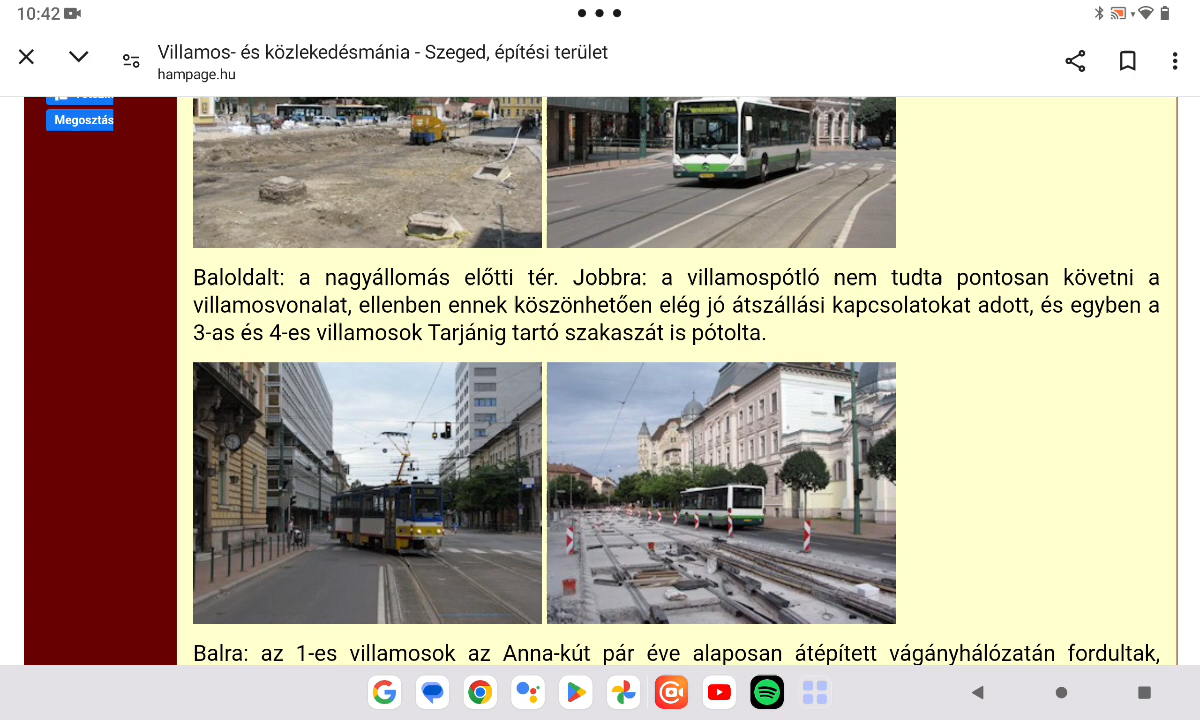 10:42
Villamos- és közlekedésmánia - Szeged, építési terület
hampage.hu
Megosztás
Baloldalt: a nagyállomás előtti tér. Jobbra: a villamospótló nem tudta pontosan követni a
villamosvonalat, ellenben ennek köszönhetően elég jó átszállási kapcsolatokat adott, és egyben a
3-as és 4-es villamosok Tarjánig tartó szakaszát is pótolta.
Balra: az 1-es villamosok az Anna-kút pár éve alaposan átépített vágányhálózatán fordultak,